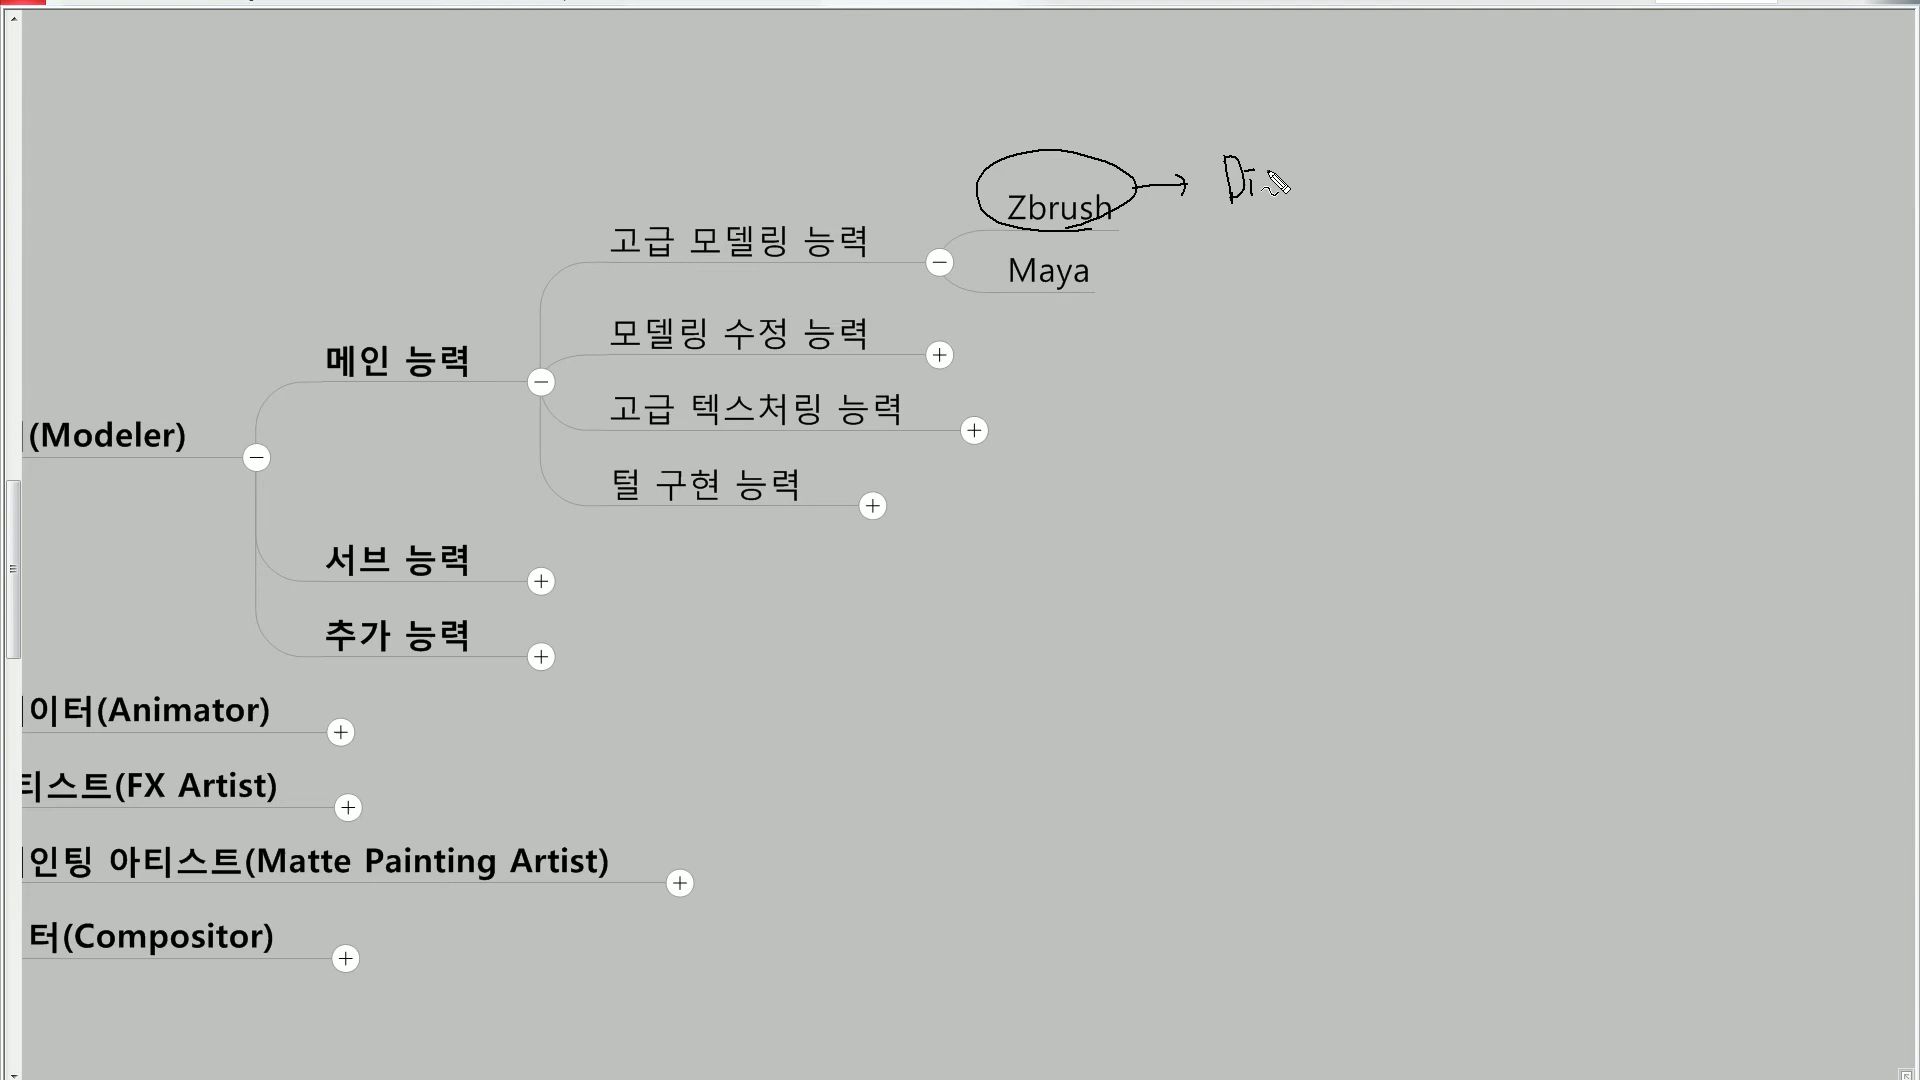 Zbrush → Di
고급 모델링 능력
Maya
모델링 수정 능력
메인 능력
고급 텍스처링 능력
(Modeler)
털 구현 능력
서브 능력
추가 능력
이터(Animator)
티스트(FX Artist)
인팅 아티스트(Matte Painting Artist)
터(Compositor)